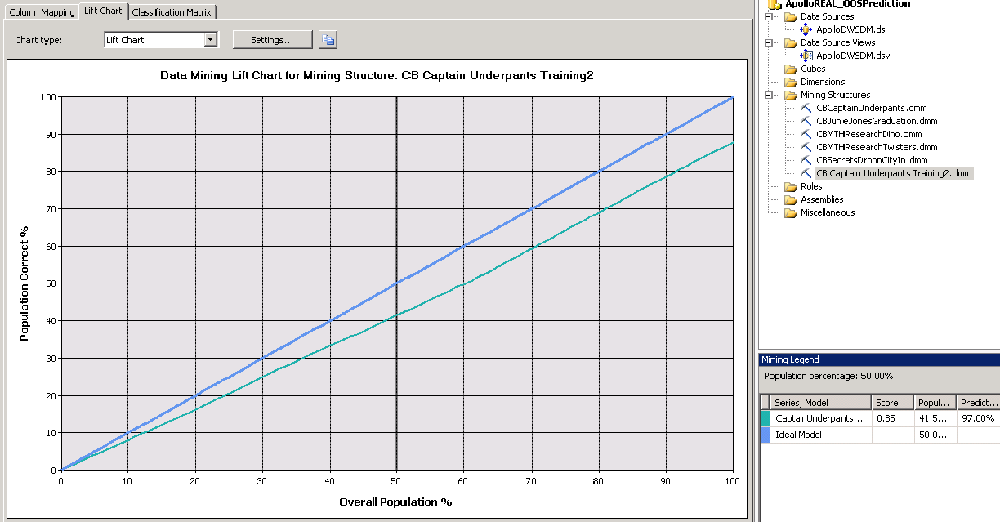 Column Mapping Lift Chart Classification Matrix
Chart type: Lift Chart Settings...
Data Mining Lift Chart for Mining Structure: CB Captain Underpants Training2
Population Correct %
100
90
80
70
60
50
40
30
20
10
0
0 10 20 30 40 50 60 70 80 90 100
Overall Population %
ApolloREAL_OOSPrediction
Data Sources
ApolloDWSDM.ds
Data Source Views
ApolloDWSDM.dsv
Cubes
Dimensions
Mining Structures
CBCaptainUnderpants.dmm
CBJunieJonesGraduation.dmm
CBMTHResearchDino.dmm
CBMTHResearchTwisters.dmm
CBSecretsDroonCityIn.dmm
CB Captain Underpants Training2.dmm
Roles
Assemblies
Miscellaneous
Mining Legend
Population percentage: 50.00%
Series, Model Score Popul... Predict...
CaptainUnderpants... 0.85 41.5... 97.00%
Ideal Model 50.0...